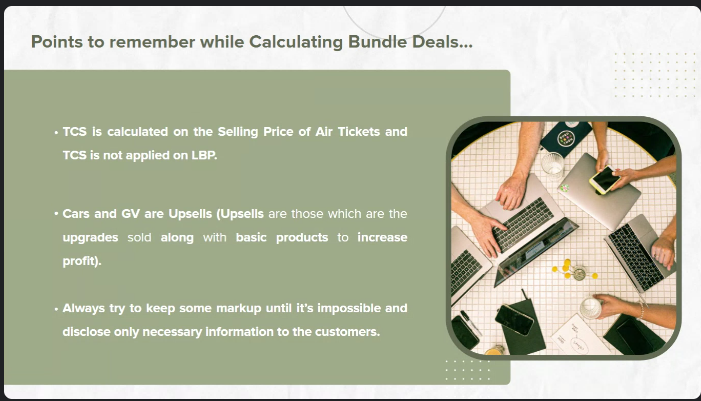 Points to remember while Calculating Bundle Deals...
• TCS is calculated on the Selling Price of Air Tickets and
TCS is not applied on LBP.
• Cars and GV are Upsells (Upsells are those which are the
upgrades sold along with basic products to increase
profit).
• Always try to keep some markup until it's impossible and
disclose only necessary information to the customers.